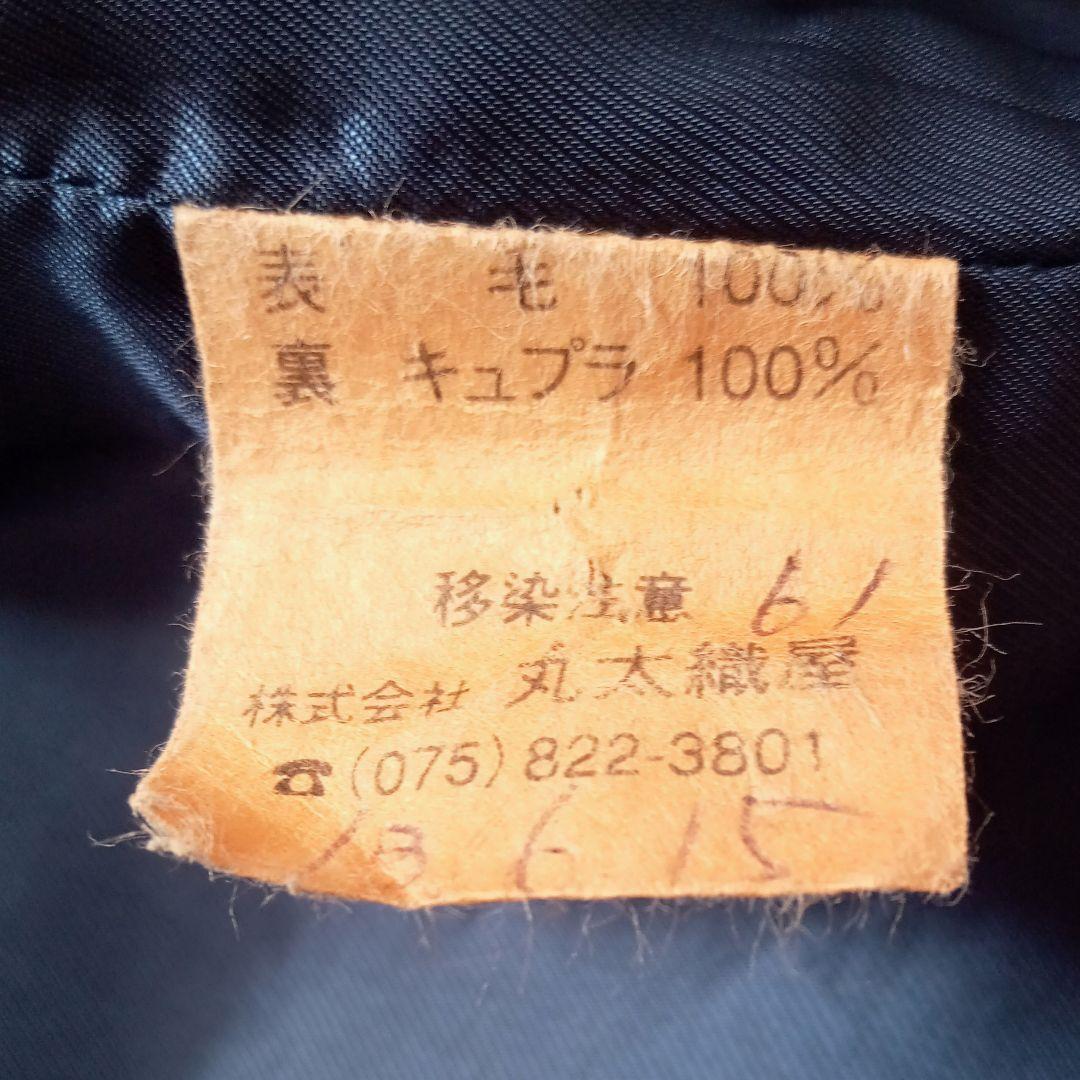 表 毛 100%
裏 キュプラ 100%
移染注意 61
株式会社 丸太織屋
☎(075)822-3801
13 6 15